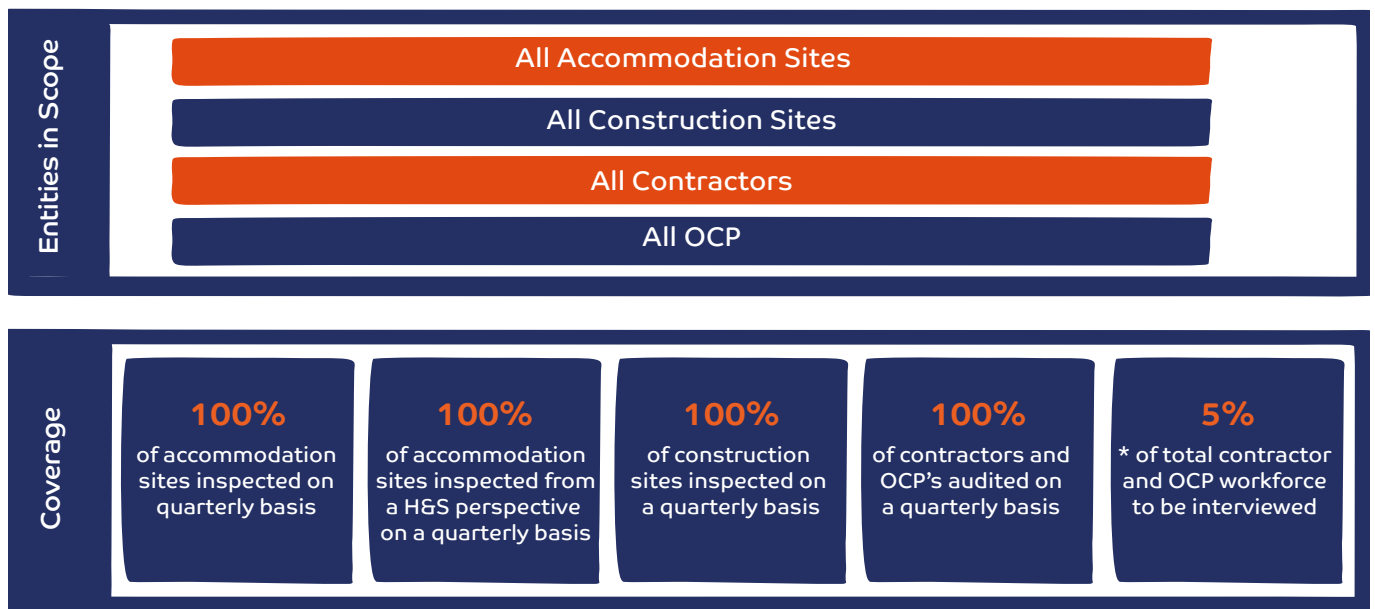 Entities in Scope
All Accommodation Sites
All Construction Sites
All Contractors
All OCP
Coverage
100%
of accommodation
sites inspected on
quarterly basis
100%
of accommodation
sites inspected from
a H&S perspective
on a quarterly basis
100%
of construction
sites inspected on
a quarterly basis
100%
of contractors and
OCP’s audited on
a quarterly basis
5%
* of total contractor
and OCP workforce
to be interviewed